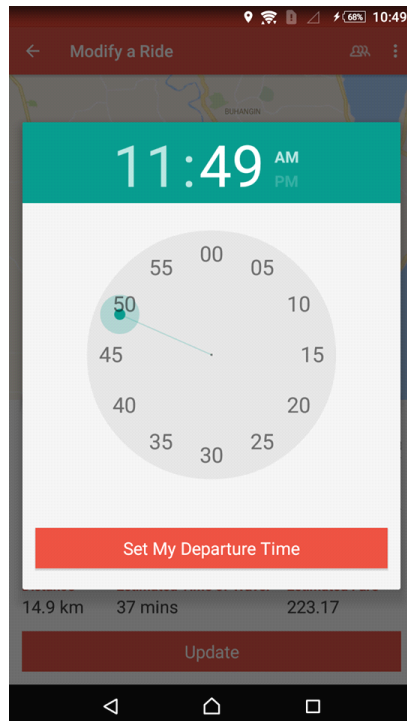 68% 10:49
Modify a Ride
BUHANGIN
11:49 AM
PM
00
55 05
50 10
45 15
40 20
35 25
30
Set My Departure Time
14.9 km 37 mins 223.17
Update